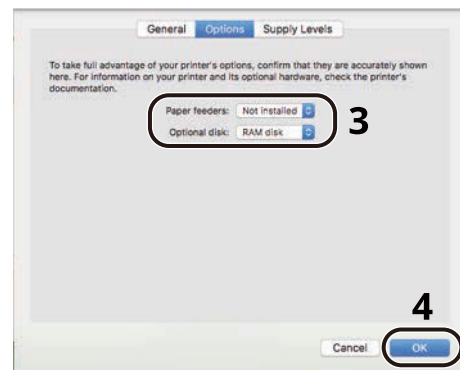 General Options Supply Levels
To take full advantage of your printer's options, confirm that they are accurately shown
here. For information on your printer and its optional hardware, check the printer's
documentation.
Paper feeders: Not installed
Optional disk: RAM disk
3
4
Cancel OK